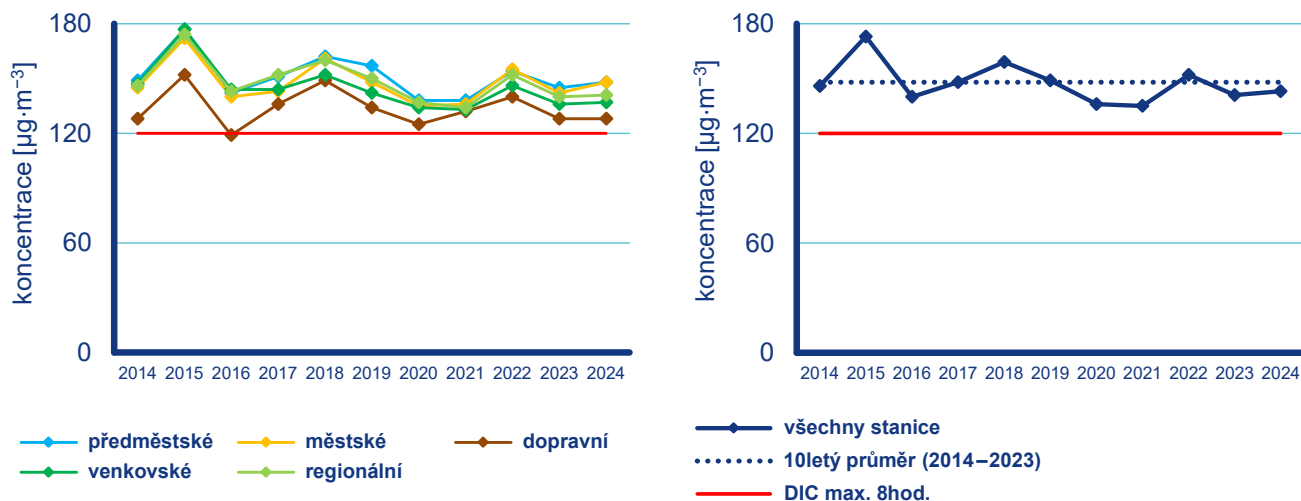 koncentrace [µg·m⁻³]
180
120
60
0
2014 2015 2016 2017 2018 2019 2020 2021 2022 2023 2024
předměstské
městské
dopravní
venkovské
regionální
koncentrace [µg·m⁻³]
180
120
60
0
2014 2015 2016 2017 2018 2019 2020 2021 2022 2023 2024
všechny stanice
10letý průměr (2014–2023)
DIC max. 8hod.